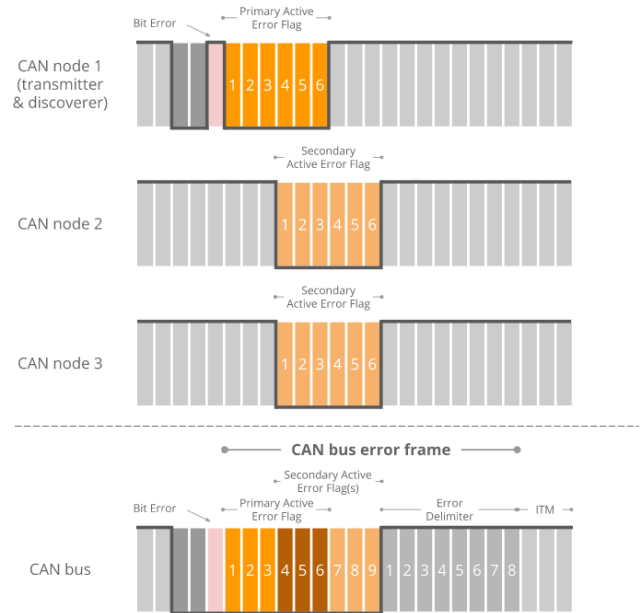 Primary Active
Error Flag
Bit Error
CAN node 1
(transmitter
& discoverer)
1 2 3 4 5 6
Secondary
Active Error Flag
CAN node 2
1 2 3 4 5 6
Secondary
Active Error Flag
CAN node 3
1 2 3 4 5 6
CAN bus error frame
Secondary Active
Error Flag(s)
Bit Error
Primary Active
Error Flag
Error
Delimiter
ITM
CAN bus
1 2 3 4 5 6 7 8 9 1 2 3 4 5 6 7 8